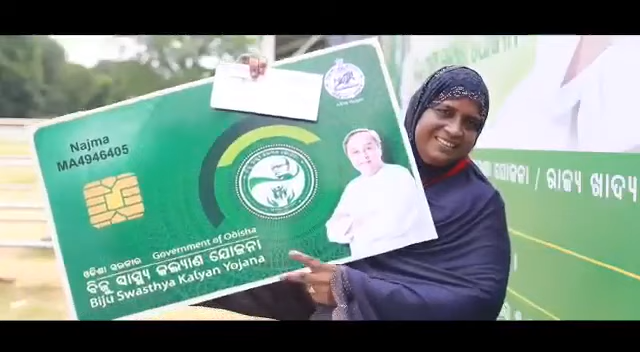 Najma
MA4946405
Government of Odisha
ଓଡ଼ିଶା ସରକାର
ବିଜୁ ସ୍ୱାସ୍ଥ୍ୟ କଲ୍ୟାଣ ଯୋଜନା
Biju Swasthya Kalyan Yojana
ଯୋଜନା / ରାଜ୍ୟ ଖାଦ୍ୟ